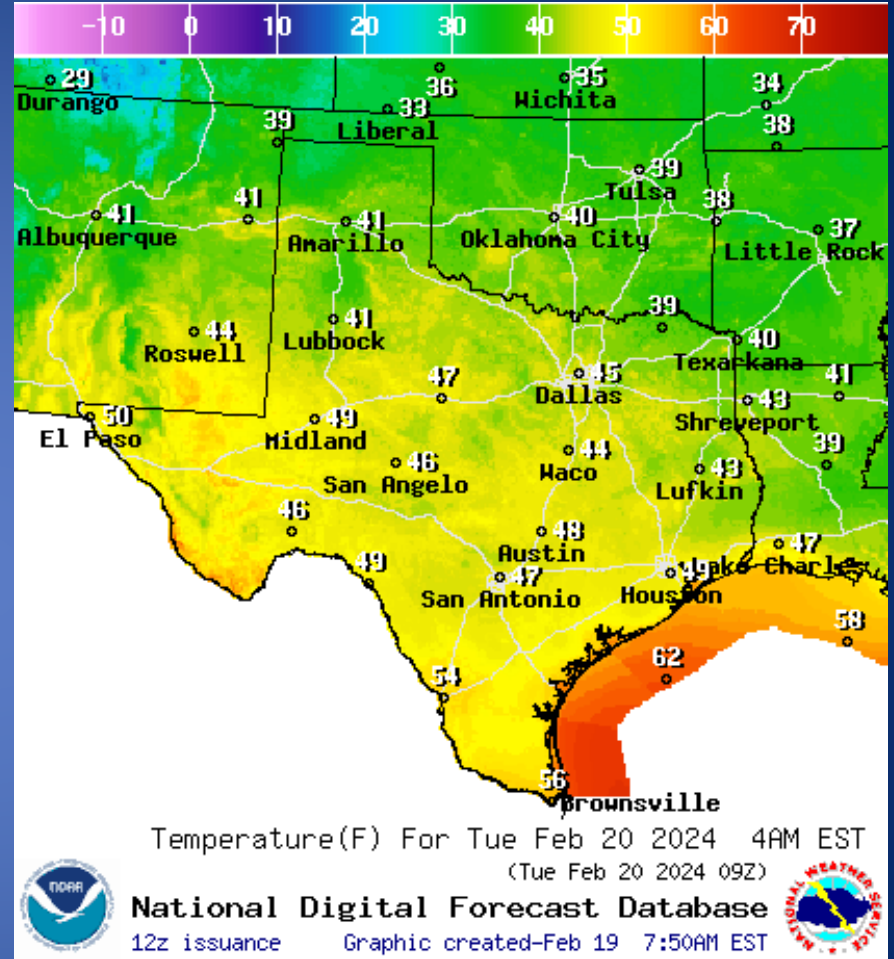 -10 0 10 20 30 40 50 60 70
29 36 35 34
Durango Wichita
33
Liberal
39 38
39
Tulsa
41 41 41 40 38 37
Albuquerque Amarillo Oklahoma City Little Rock
44 41 39 40
Roswell Lubbock Texarkana
47 45 41
Dallas
50 49 43
El Paso Midland Shreveport
46 44 43 39
San Angelo Waco Lufkin
46 48 47
Austin Lake Charles
49 47 49
San Antonio Houston
58
62
54
56
Brownsville
Temperature(F) For Tue Feb 20 2024 4AM EST
(Tue Feb 20 2024 09Z)
NOAA
NATIONAL WEATHER SERVICE
National Digital Forecast Database
12z issuance Graphic created-Feb 19 7:50AM EST